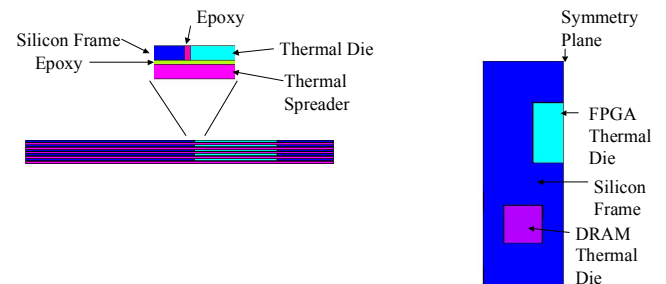 Epoxy
Silicon Frame
Thermal Die
Epoxy
Thermal
Spreader
Symmetry
Plane
FPGA
Thermal
Die
Silicon
Frame
DRAM
Thermal
Die